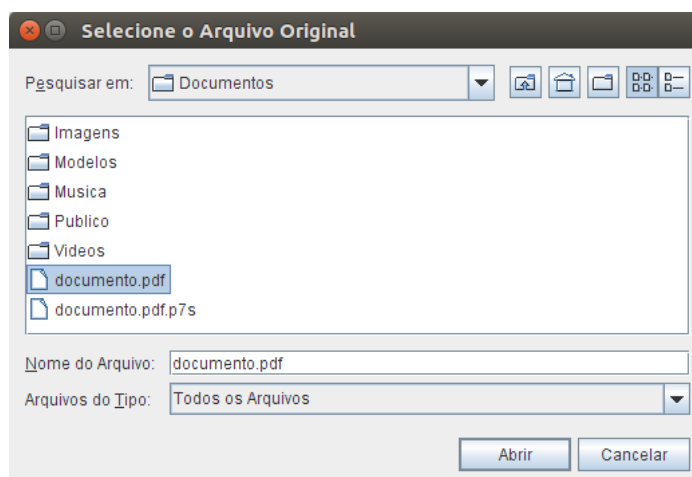 Selecione o Arquivo Original
Pesquisar em: Documentos
Imagens
Modelos
Musica
Publico
Videos
documento.pdf
documento.pdf.p7s
Nome do Arquivo: documento.pdf
Arquivos do Tipo: Todos os Arquivos
Abrir Cancelar